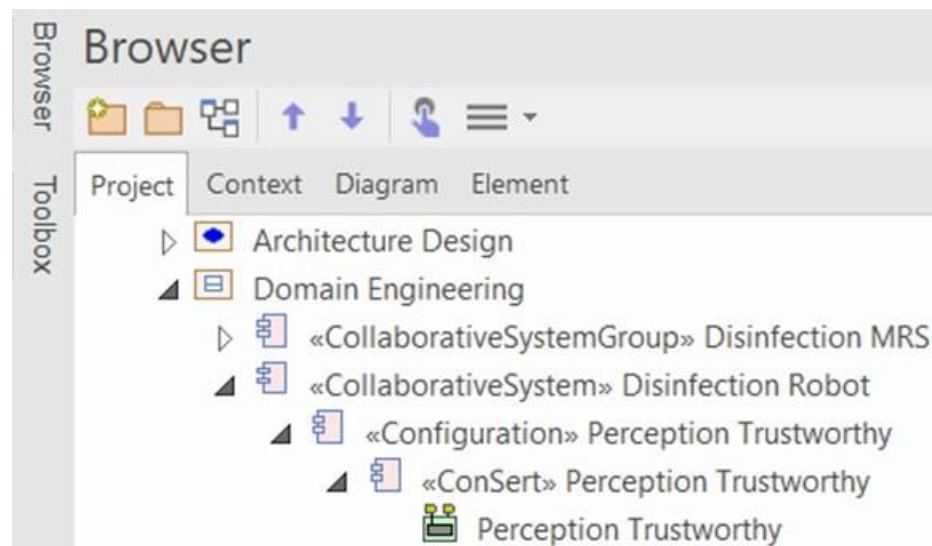 Browser
Toolbox
Browser
Project Context Diagram Element
Architecture Design
Domain Engineering
«CollaborativeSystemGroup» Disinfection MRS
«CollaborativeSystem» Disinfection Robot
«Configuration» Perception Trustworthy
«ConSert» Perception Trustworthy
Perception Trustworthy